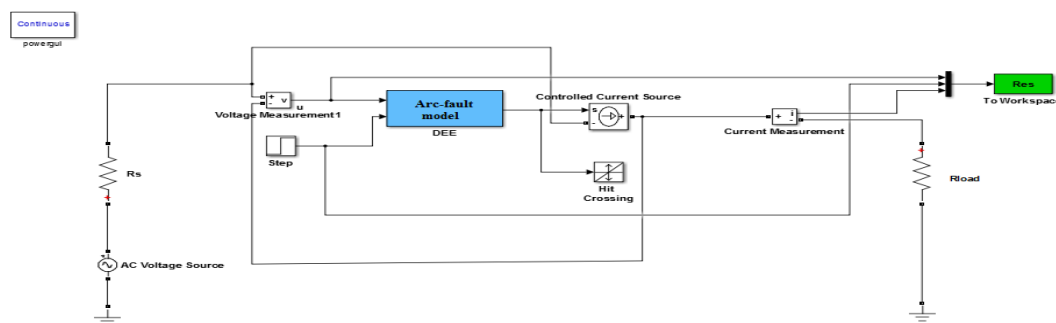 Continuous
powergui
+
-
v
u
Voltage Measurement1
Arc-fault
model
DEE
Step
Controlled Current Source
s
-
+
Hit
Crossing
+
i
-
Current Measurement
Res
To Workspace
Rs
Rload
AC Voltage Source